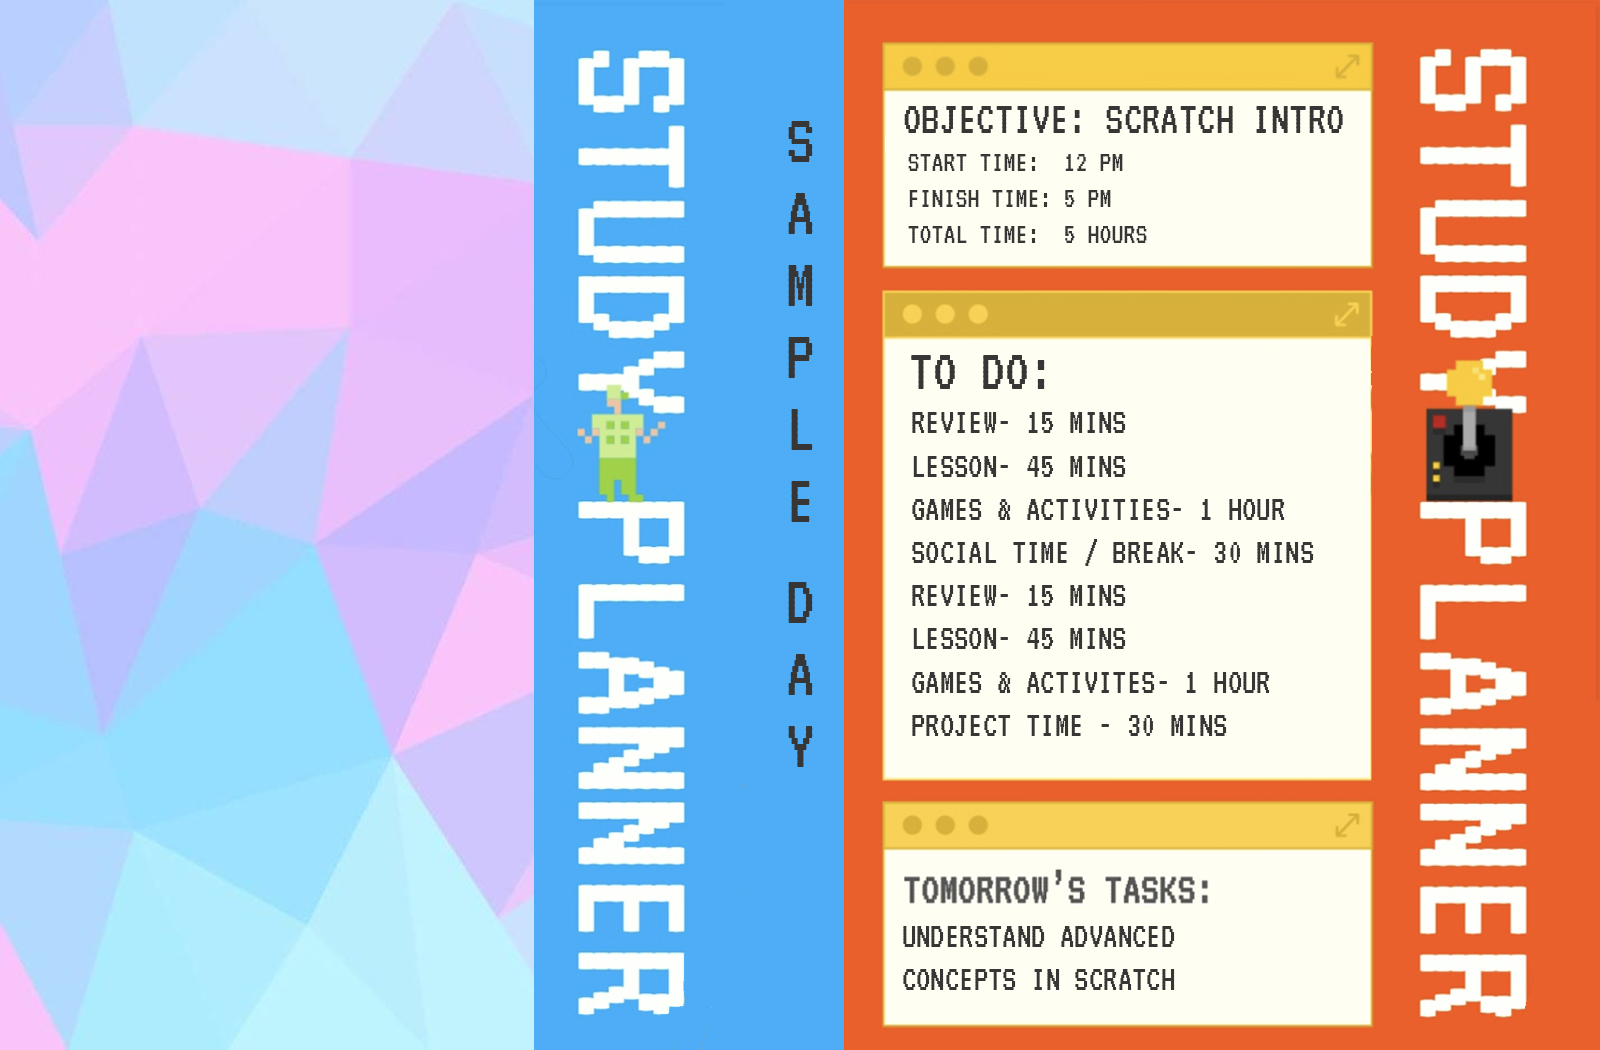 STUDY PLANNER
SAMPLE DAY
OBJECTIVE: SCRATCH INTRO
START TIME: 12 PM
FINISH TIME: 5 PM
TOTAL TIME: 5 HOURS
TO DO:
REVIEW- 15 MINS
LESSON- 45 MINS
GAMES & ACTIVITIES- 1 HOUR
SOCIAL TIME / BREAK- 30 MINS
REVIEW- 15 MINS
LESSON- 45 MINS
GAMES & ACTIVITES- 1 HOUR
PROJECT TIME - 30 MINS
TOMORROW'S TASKS:
UNDERSTAND ADVANCED
CONCEPTS IN SCRATCH
STUDY PLANNER